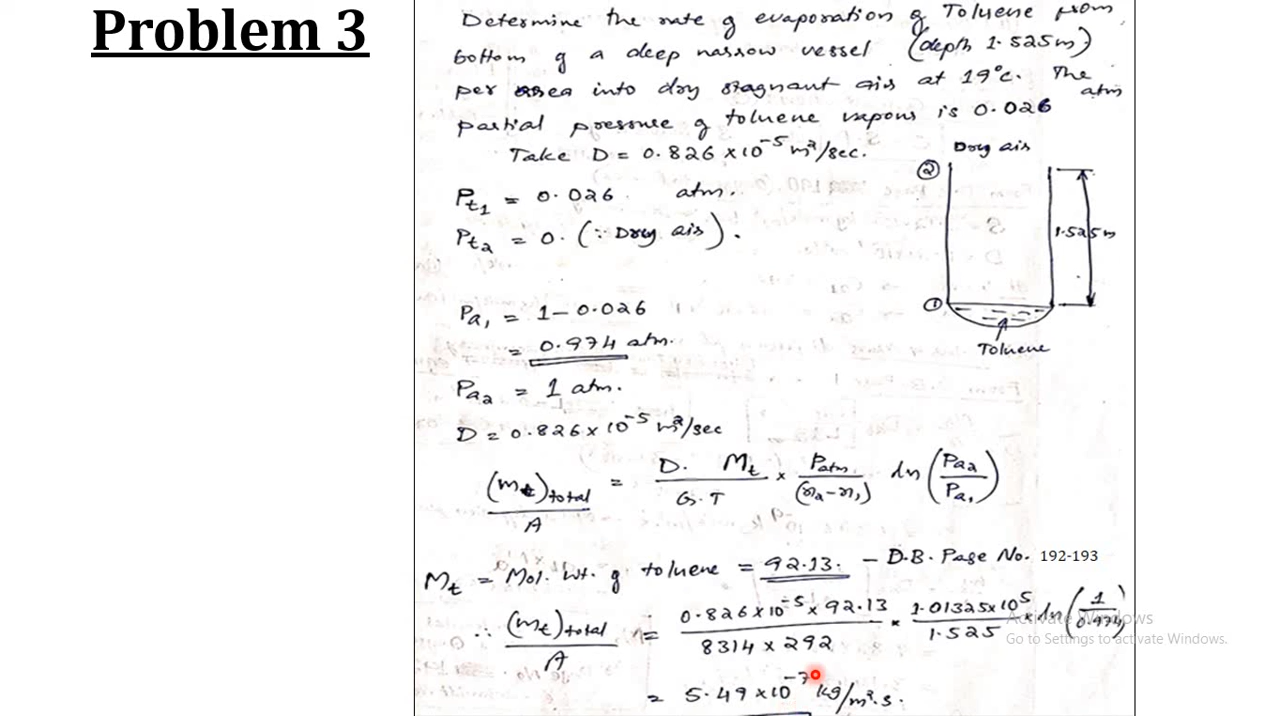 Problem 3
Determine the rate of evaporation of Toluene from
bottom of a deep narrow vessel (depth 1.525m)
per area into dry stagnant air at 19°c. The
atm
partial pressure of toluene vapours is 0.026
Take D = 0.826 × 10⁻⁵ m²/sec.
Dry air
②
Pt₁ = 0.026 atm.
Pt₂ = 0. (∵ Dry air).
1.525m
①
Toluene
Pa₁ = 1 - 0.026
= 0.974 atm.
Pa₂ = 1 atm.
D = 0.826 × 10⁻⁵ m²/sec
(mt)total / A = D. Mt / G.T × Patm / (x₂ - x₁) ln (Pa₂ / Pa₁)
Mt = Mol. Wt. of toluene = 92.13. — D.B. Page No. 192-193
∴ (Mt)total / A = 0.826 × 10⁻⁵ × 92.13 / 8314 × 292 × 1.01325 × 10⁵ / 1.525 × ln (1 / 0.974)
Activate Windows
Go to Settings to activate Windows.
= 5.49 × 10⁻⁷ kg/m².s.